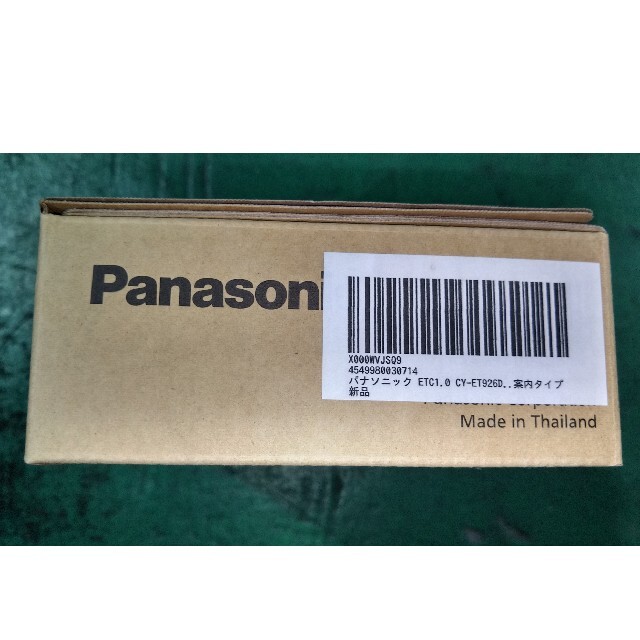 Panasoni
X000WVJSQ9
4549980030714
パナソニック ETC1.0 CY-ET926D..案内タイプ
新品
Made in Thailand